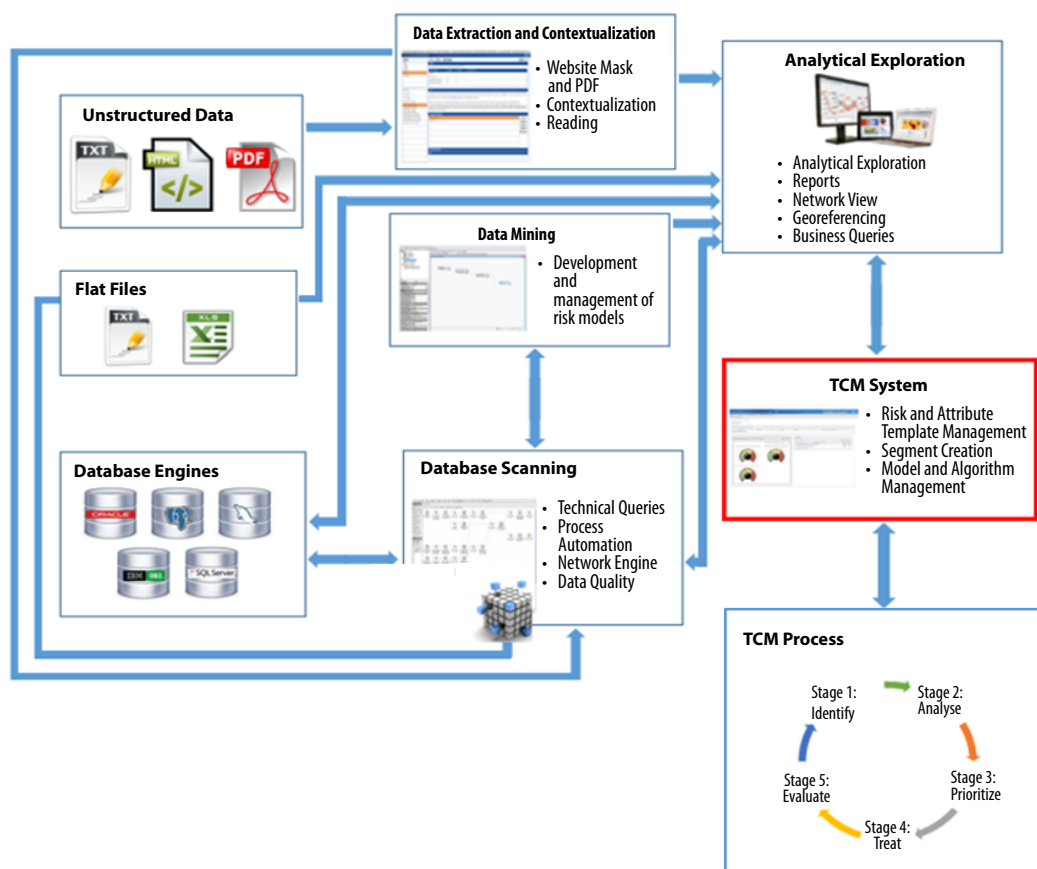 Data Extraction and Contextualization
• Website Mask
and PDF
• Contextualization
• Reading
Analytical Exploration
• Analytical Exploration
• Reports
• Network View
• Georeferencing
• Business Queries
Unstructured Data
TXT
HTML
</>
PDF
Data Mining
• Development
and
management of
risk models
Flat Files
TXT
XLS
TCM System
• Risk and Attribute
Template Management
• Segment Creation
• Model and Algorithm
Management
Database Engines
ORACLE
IBM
SQL Server
Database Scanning
• Technical Queries
• Process
Automation
• Network Engine
• Data Quality
TCM Process
Stage 1:
Identify
Stage 2:
Analyse
Stage 3:
Prioritize
Stage 4:
Treat
Stage 5:
Evaluate